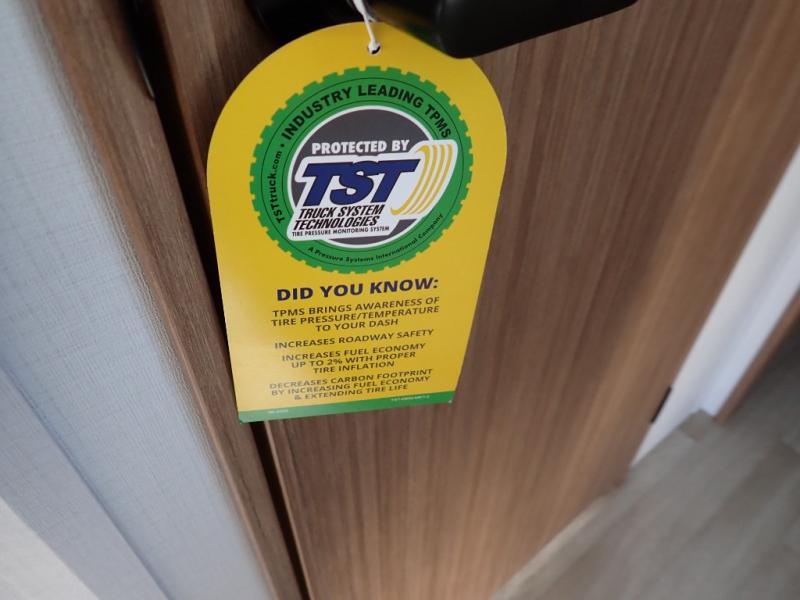 TSTtruck.com • INDUSTRY LEADING TPMS
PROTECTED BY
TST
TRUCK SYSTEM
TECHNOLOGIES
TIRE PRESSURE MONITORING SYSTEM
A Pressure Systems International Company
DID YOU KNOW:
TPMS BRINGS AWARENESS OF
TIRE PRESSURE/TEMPERATURE
TO YOUR DASH
INCREASES ROADWAY SAFETY
INCREASES FUEL ECONOMY
UP TO 2% WITH PROPER
TIRE INFLATION
DECREASES CARBON FOOTPRINT
BY INCREASING FUEL ECONOMY
& EXTENDING TIRE LIFE